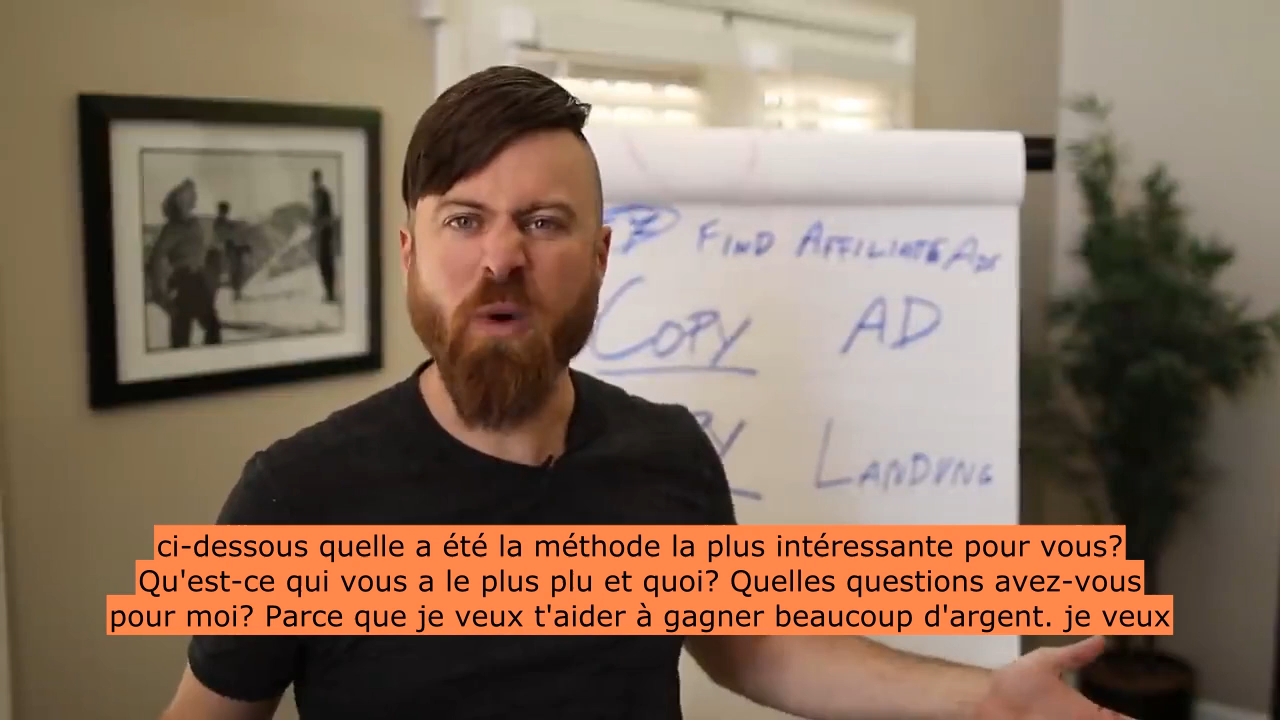 FIND AFFILIATE ADS
COPY AD
LANDING
ci-dessous quelle a été la méthode la plus intéressante pour vous?
Qu'est-ce qui vous a le plus plu et quoi? Quelles questions avez-vous
pour moi? Parce que je veux t'aider à gagner beaucoup d'argent. je veux